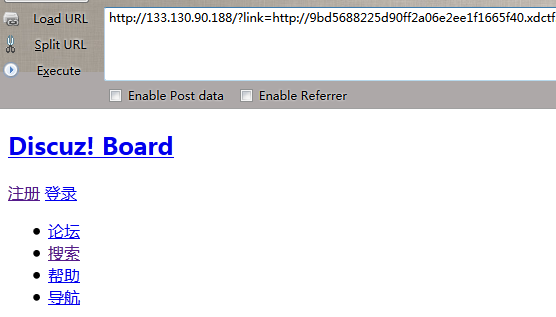 Load URL
http://133.130.90.188/?link=http://9bd5688225d90ff2a06e2ee1f1665f40.xdctf
Split URL
Execute
Enable Post data Enable Referrer
Discuz! Board
注册 登录
论坛
搜索
帮助
导航